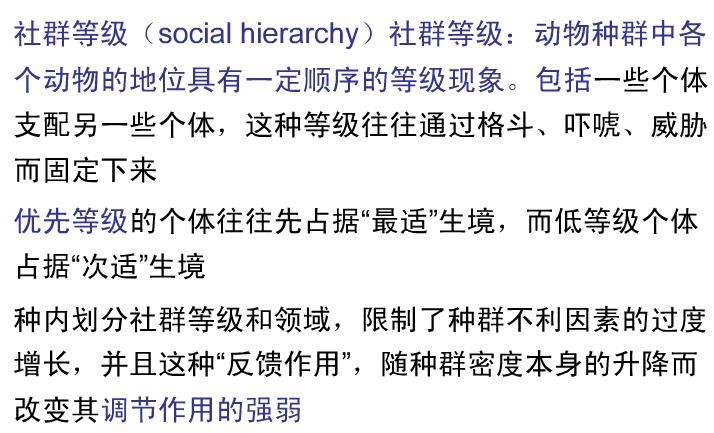 社群等级（social hierarchy）社群等级：动物种群中各
个动物的地位具有一定顺序的等级现象。包括一些个体
支配另一些个体，这种等级往往通过格斗、吓唬、威胁
而固定下来
优先等级的个体往往先占据“最适”生境，而低等级个体
占据“次适”生境
种内划分社群等级和领域，限制了种群不利因素的过度
增长，并且这种“反馈作用”，随种群密度本身的升降而
改变其调节作用的强弱